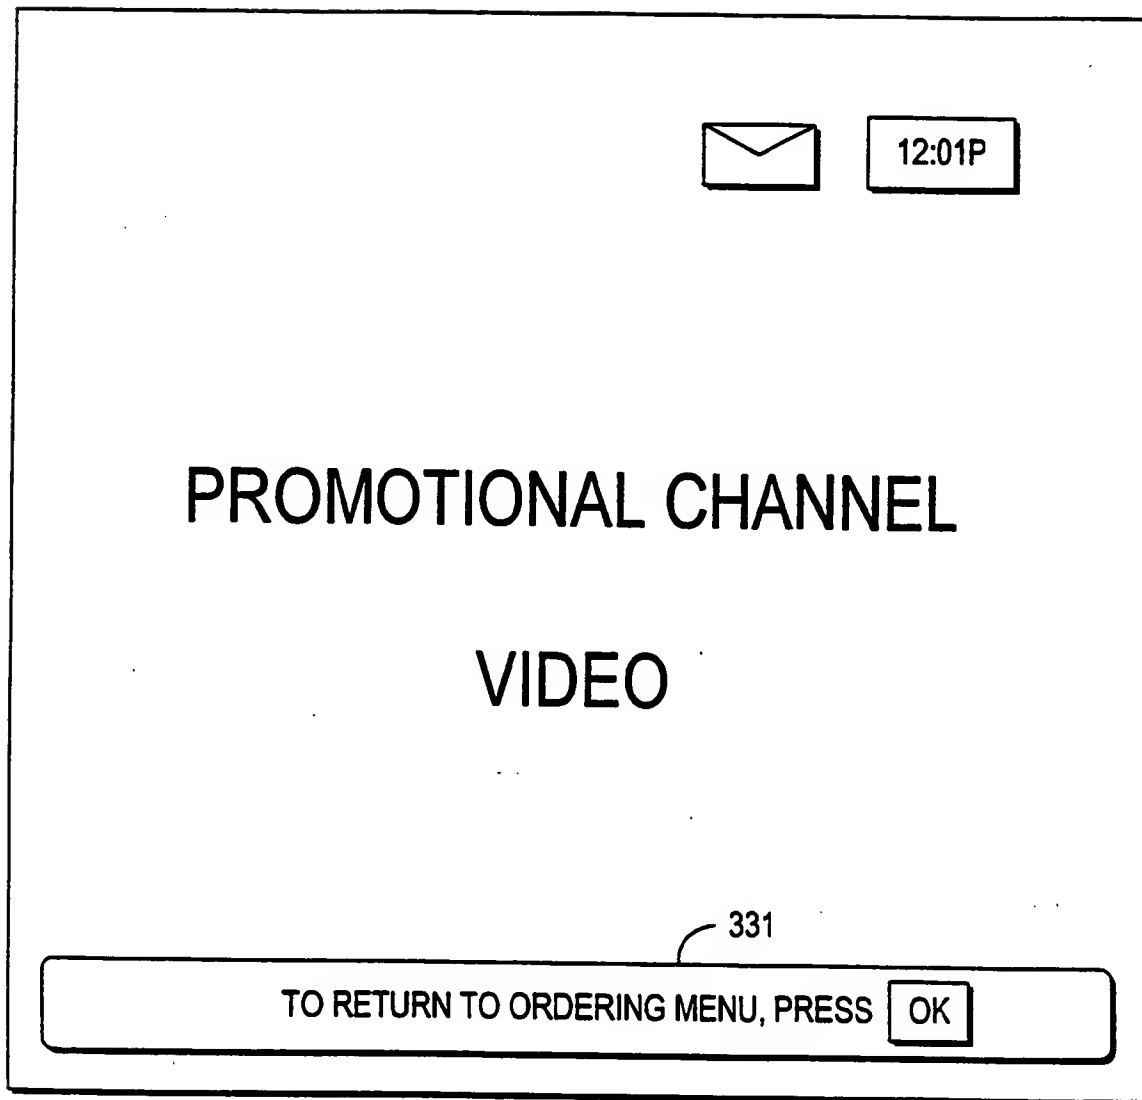 12:01P
PROMOTIONAL CHANNEL
VIDEO
331
TO RETURN TO ORDERING MENU, PRESS OK